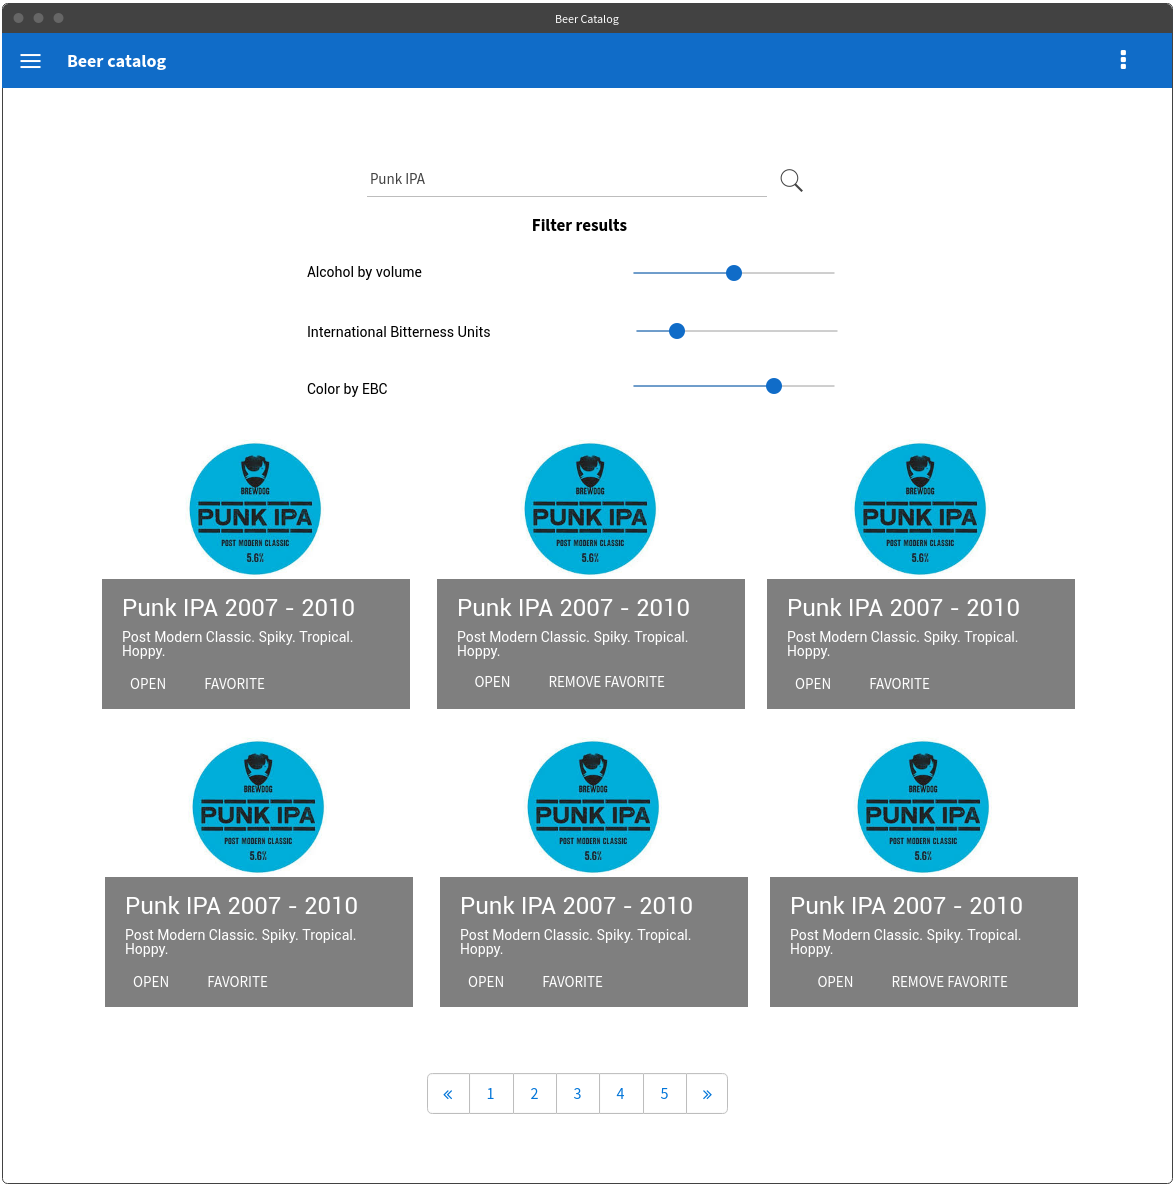 Beer Catalog
Beer catalog
Punk IPA
Filter results
Alcohol by volume
International Bitterness Units
Color by EBC
BREWDOG
PUNK IPA
POST MODERN CLASSIC
5.6%
Punk IPA 2007 - 2010
Post Modern Classic. Spiky. Tropical.
Hoppy.
OPEN FAVORITE
BREWDOG
PUNK IPA
POST MODERN CLASSIC
5.6%
Punk IPA 2007 - 2010
Post Modern Classic. Spiky. Tropical.
Hoppy.
OPEN REMOVE FAVORITE
BREWDOG
PUNK IPA
POST MODERN CLASSIC
5.6%
Punk IPA 2007 - 2010
Post Modern Classic. Spiky. Tropical.
Hoppy.
OPEN FAVORITE
BREWDOG
PUNK IPA
POST MODERN CLASSIC
5.6%
Punk IPA 2007 - 2010
Post Modern Classic. Spiky. Tropical.
Hoppy.
OPEN FAVORITE
BREWDOG
PUNK IPA
POST MODERN CLASSIC
5.6%
Punk IPA 2007 - 2010
Post Modern Classic. Spiky. Tropical.
Hoppy.
OPEN FAVORITE
BREWDOG
PUNK IPA
POST MODERN CLASSIC
5.6%
Punk IPA 2007 - 2010
Post Modern Classic. Spiky. Tropical.
Hoppy.
OPEN REMOVE FAVORITE
« 1 2 3 4 5 »